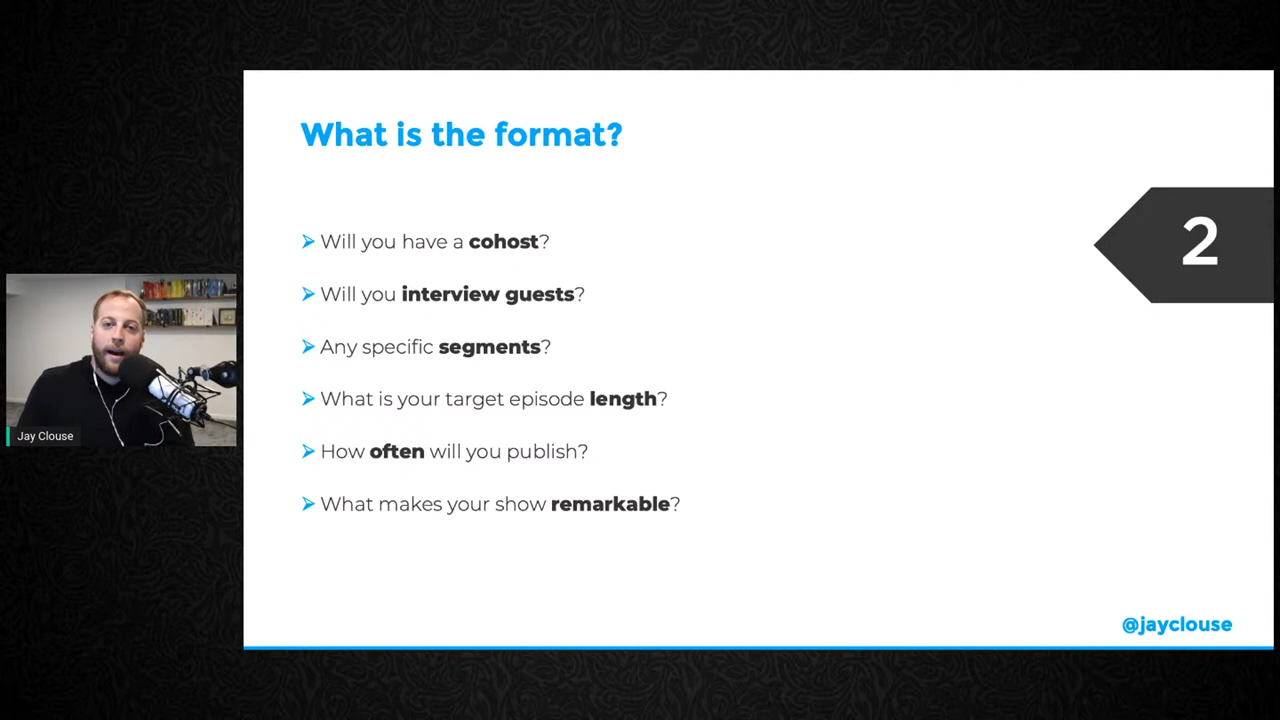 What is the format?
2
Will you have a cohost?
Will you interview guests?
Any specific segments?
What is your target episode length?
How often will you publish?
What makes your show remarkable?
Jay Clouse
@jayclouse